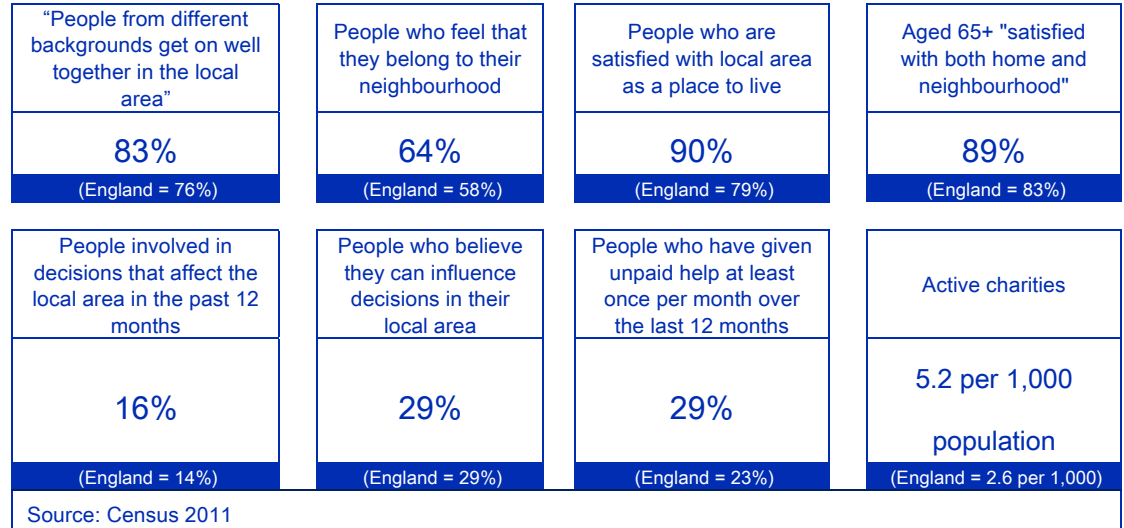 “People from different
backgrounds get on well
together in the local
area”
83%
(England = 76%)
People who feel that
they belong to their
neighbourhood
64%
(England = 58%)
People who are
satisfied with local area
as a place to live
90%
(England = 79%)
Aged 65+ "satisfied
with both home and
neighbourhood"
89%
(England = 83%)
People involved in
decisions that affect the
local area in the past 12
months
16%
(England = 14%)
People who believe
they can influence
decisions in their
local area
29%
(England = 29%)
People who have given
unpaid help at least
once per month over
the last 12 months
29%
(England = 23%)
Active charities
5.2 per 1,000
population
(England = 2.6 per 1,000)
Source: Census 2011